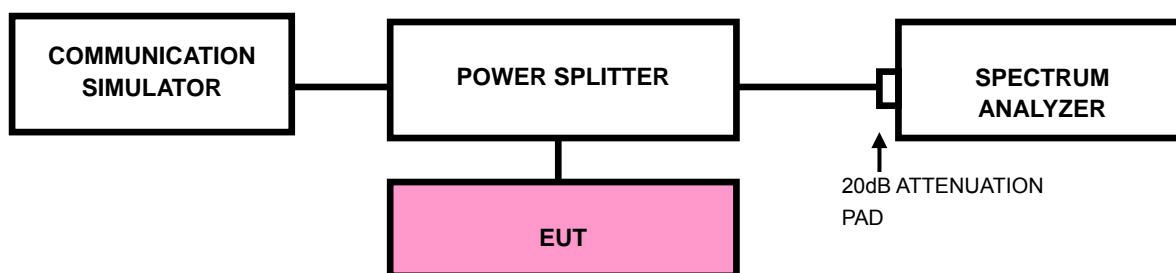 COMMUNICATION
SIMULATOR
POWER SPLITTER
SPECTRUM
ANALYZER
20dB ATTENUATION
PAD
EUT